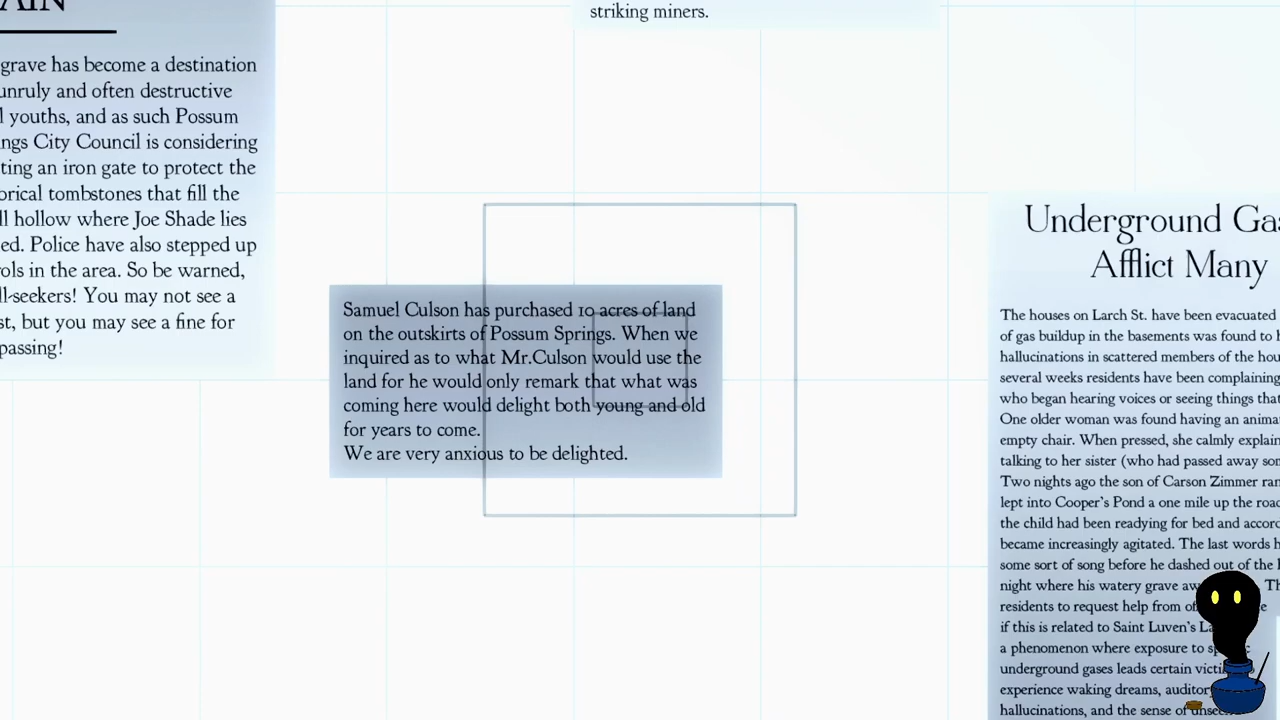 AIN
grave has become a destination
unruly and often destructive
youths, and as such Possum
ngs City Council is considering
ting an iron gate to protect the
orical tombstones that fill the
ll hollow where Joe Shade lies
ed. Police have also stepped up
ols in the area. So be warned,
ll-seekers! You may not see a
st, but you may see a fine for
passing!
striking miners.
Samuel Culson has purchased 10 acres of land
on the outskirts of Possum Springs. When we
inquired as to what Mr.Culson would use the
land for he would only remark that what was
coming here would delight both young and old
for years to come.
We are very anxious to be delighted.
Underground Gas
Afflict Many
The houses on Larch St. have been evacuated
of gas buildup in the basements was found to h
hallucinations in scattered members of the hou
several weeks residents have been complaining
who began hearing voices or seeing things that
One older woman was found having an anima
empty chair. When pressed, she calmly explain
talking to her sister (who had passed away som
Two nights ago the son of Carson Zimmer ran
lept into Cooper's Pond a one mile up the road
the child had been readying for bed and accord
became increasingly agitated. The last words h
some sort of song before he dashed out of the h
night where his watery grave aw Th
residents to request help from of e
if this is related to Saint Luven's La
a phenomenon where exposure to sp c
underground gases leads certain victi
experience waking dreams, auditor
hallucinations, and the sense of unsee